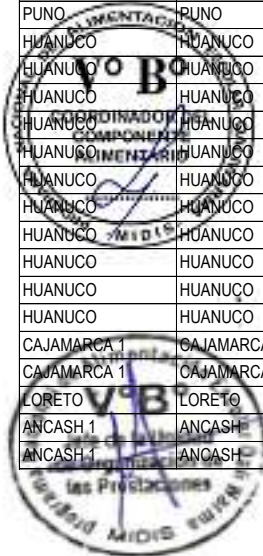 PUNO PUNO
HUANUCO HUANUCO
HUANUCO HUANUCO
HUANUCO HUANUCO
HUANUCO HUANUCO
HUANUCO HUANUCO
HUANUCO HUANUCO
HUANUCO HUANUCO
HUANUCO HUANUCO
HUANUCO HUANUCO
HUANUCO HUANUCO
HUANUCO HUANUCO
CAJAMARCA 1 CAJAMARCA
CAJAMARCA 1 CAJAMARCA
LORETO LORETO
ANCASH 1 ANCASH
ANCASH 1 ANCASH
V° B°
COORDINADOR DEL
COMPONENTE
ALIMENTARIO
MIDIS
V° B°
las Prestaciones
MIDIS